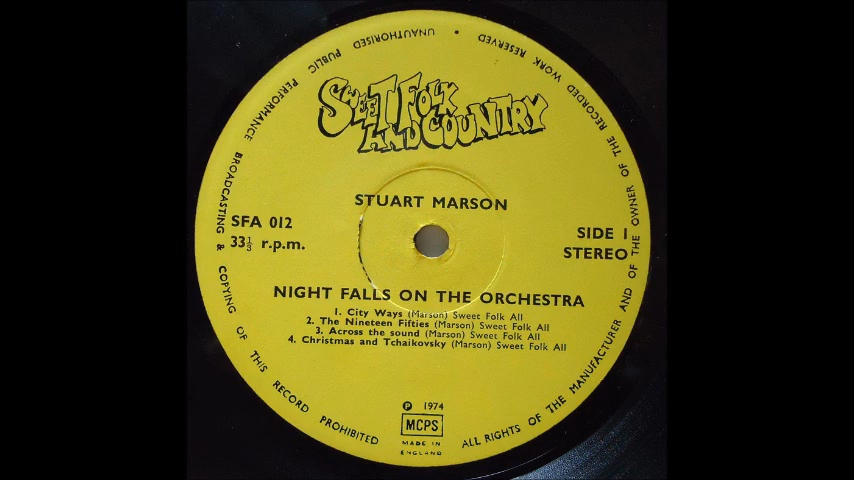 SWEET FOLK
AND COUNTRY
STUART MARSON
SFA 012
33⅓ r.p.m.
SIDE 1
STEREO
NIGHT FALLS ON THE ORCHESTRA
1. City Ways (Marson) Sweet Folk All
2. The Nineteen Fifties (Marson) Sweet Folk All
3. Across the sound (Marson) Sweet Folk All
4. Christmas and Tchaikovsky (Marson) Sweet Folk All
Ⓟ 1974
MCPS
MADE IN
ENGLAND
ALL RIGHTS OF THE MANUFACTURER AND OF THE OWNER OF THE RECORDED WORK RESERVED • UNAUTHORISED PUBLIC PERFORMANCE BROADCASTING & COPYING OF THIS RECORD PROHIBITED